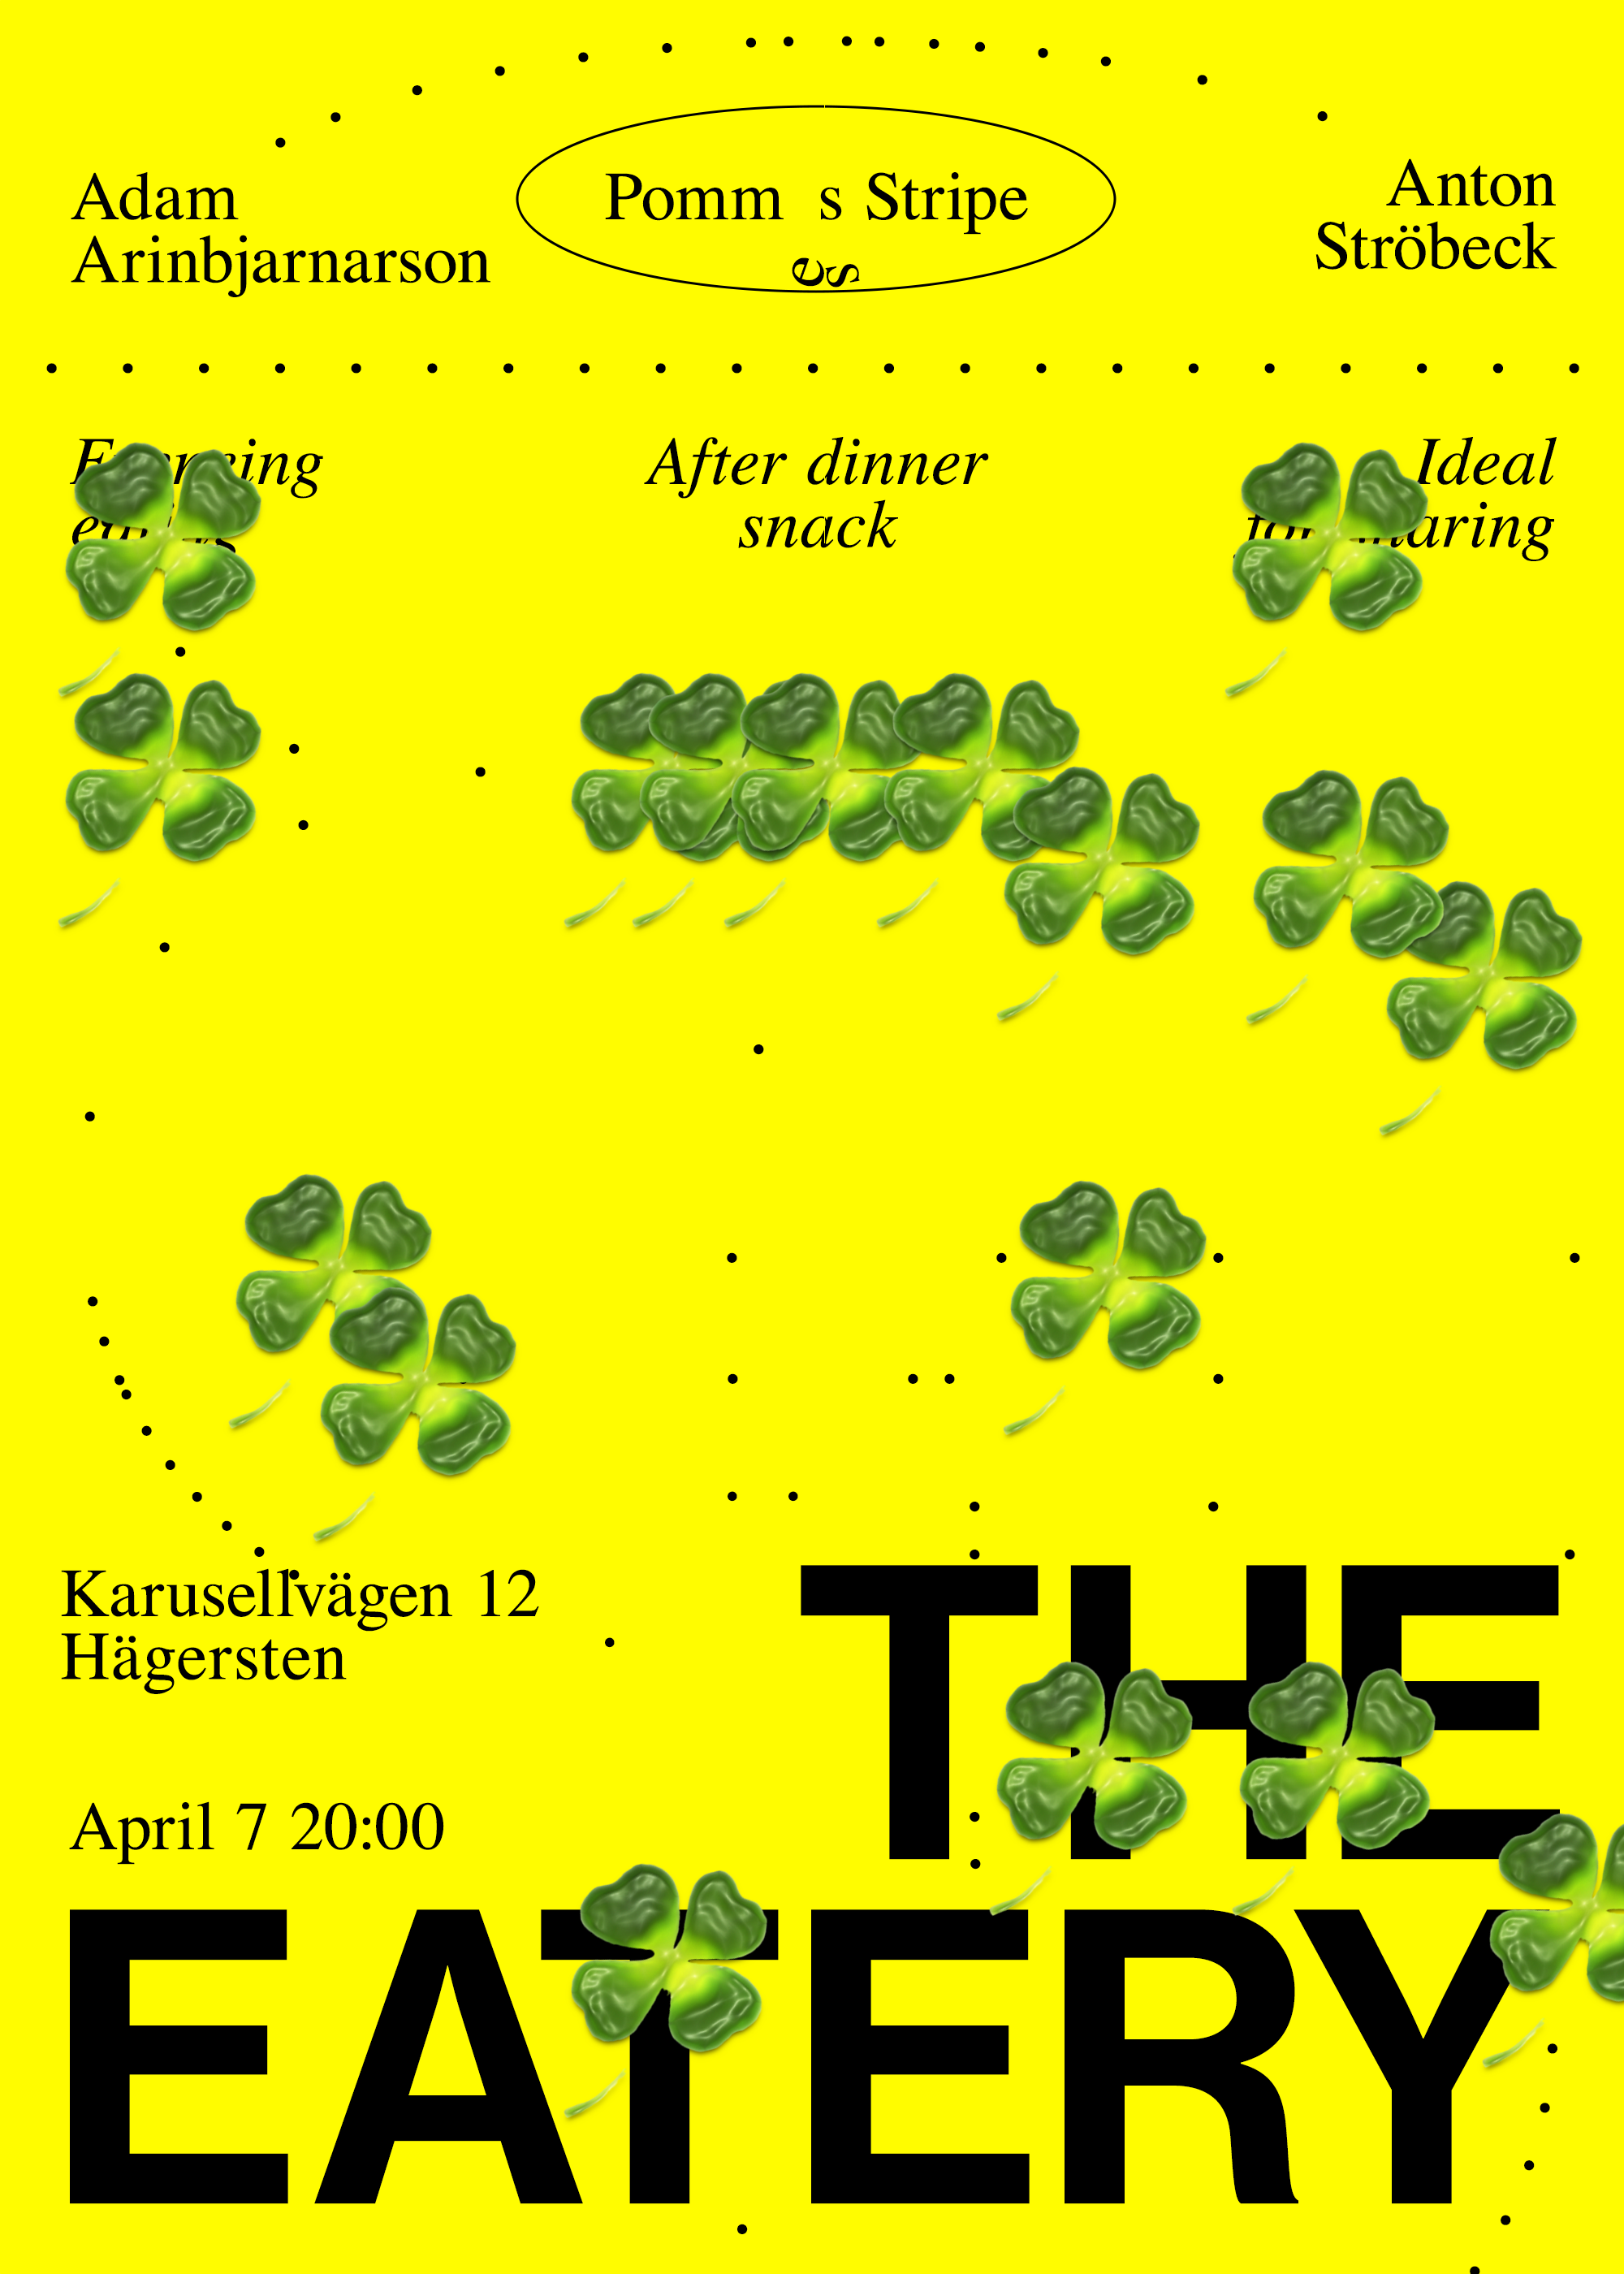 Adam
Arinbjarnarson
Pomm s Stripe
es
Anton
Ströbeck
After dinner
snack
Ideal
Karusellvägen 12
Hägersten
April 7 20:00
THE
EATERY